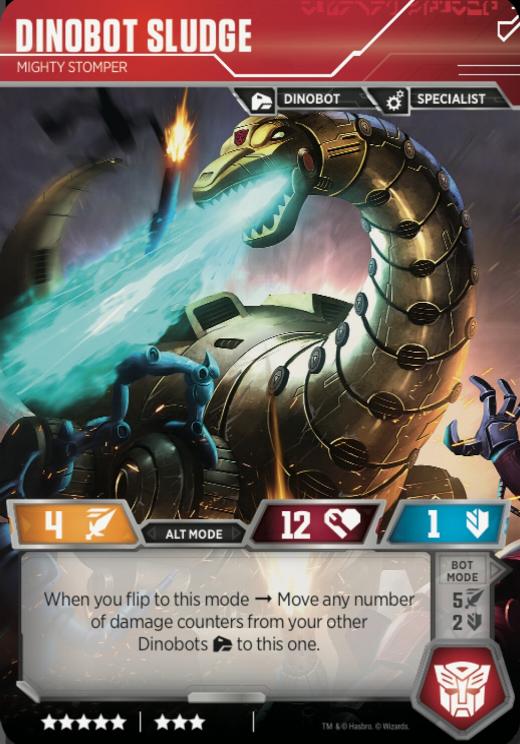 DINOBOT SLUDGE
MIGHTY STOMPER
DINOBOT SPECIALIST
4 ALT MODE 12 1
When you flip to this mode → Move any number
of damage counters from your other
Dinobots to this one.
BOT
MODE
5
2
TM & © Hasbro. © Wizards.